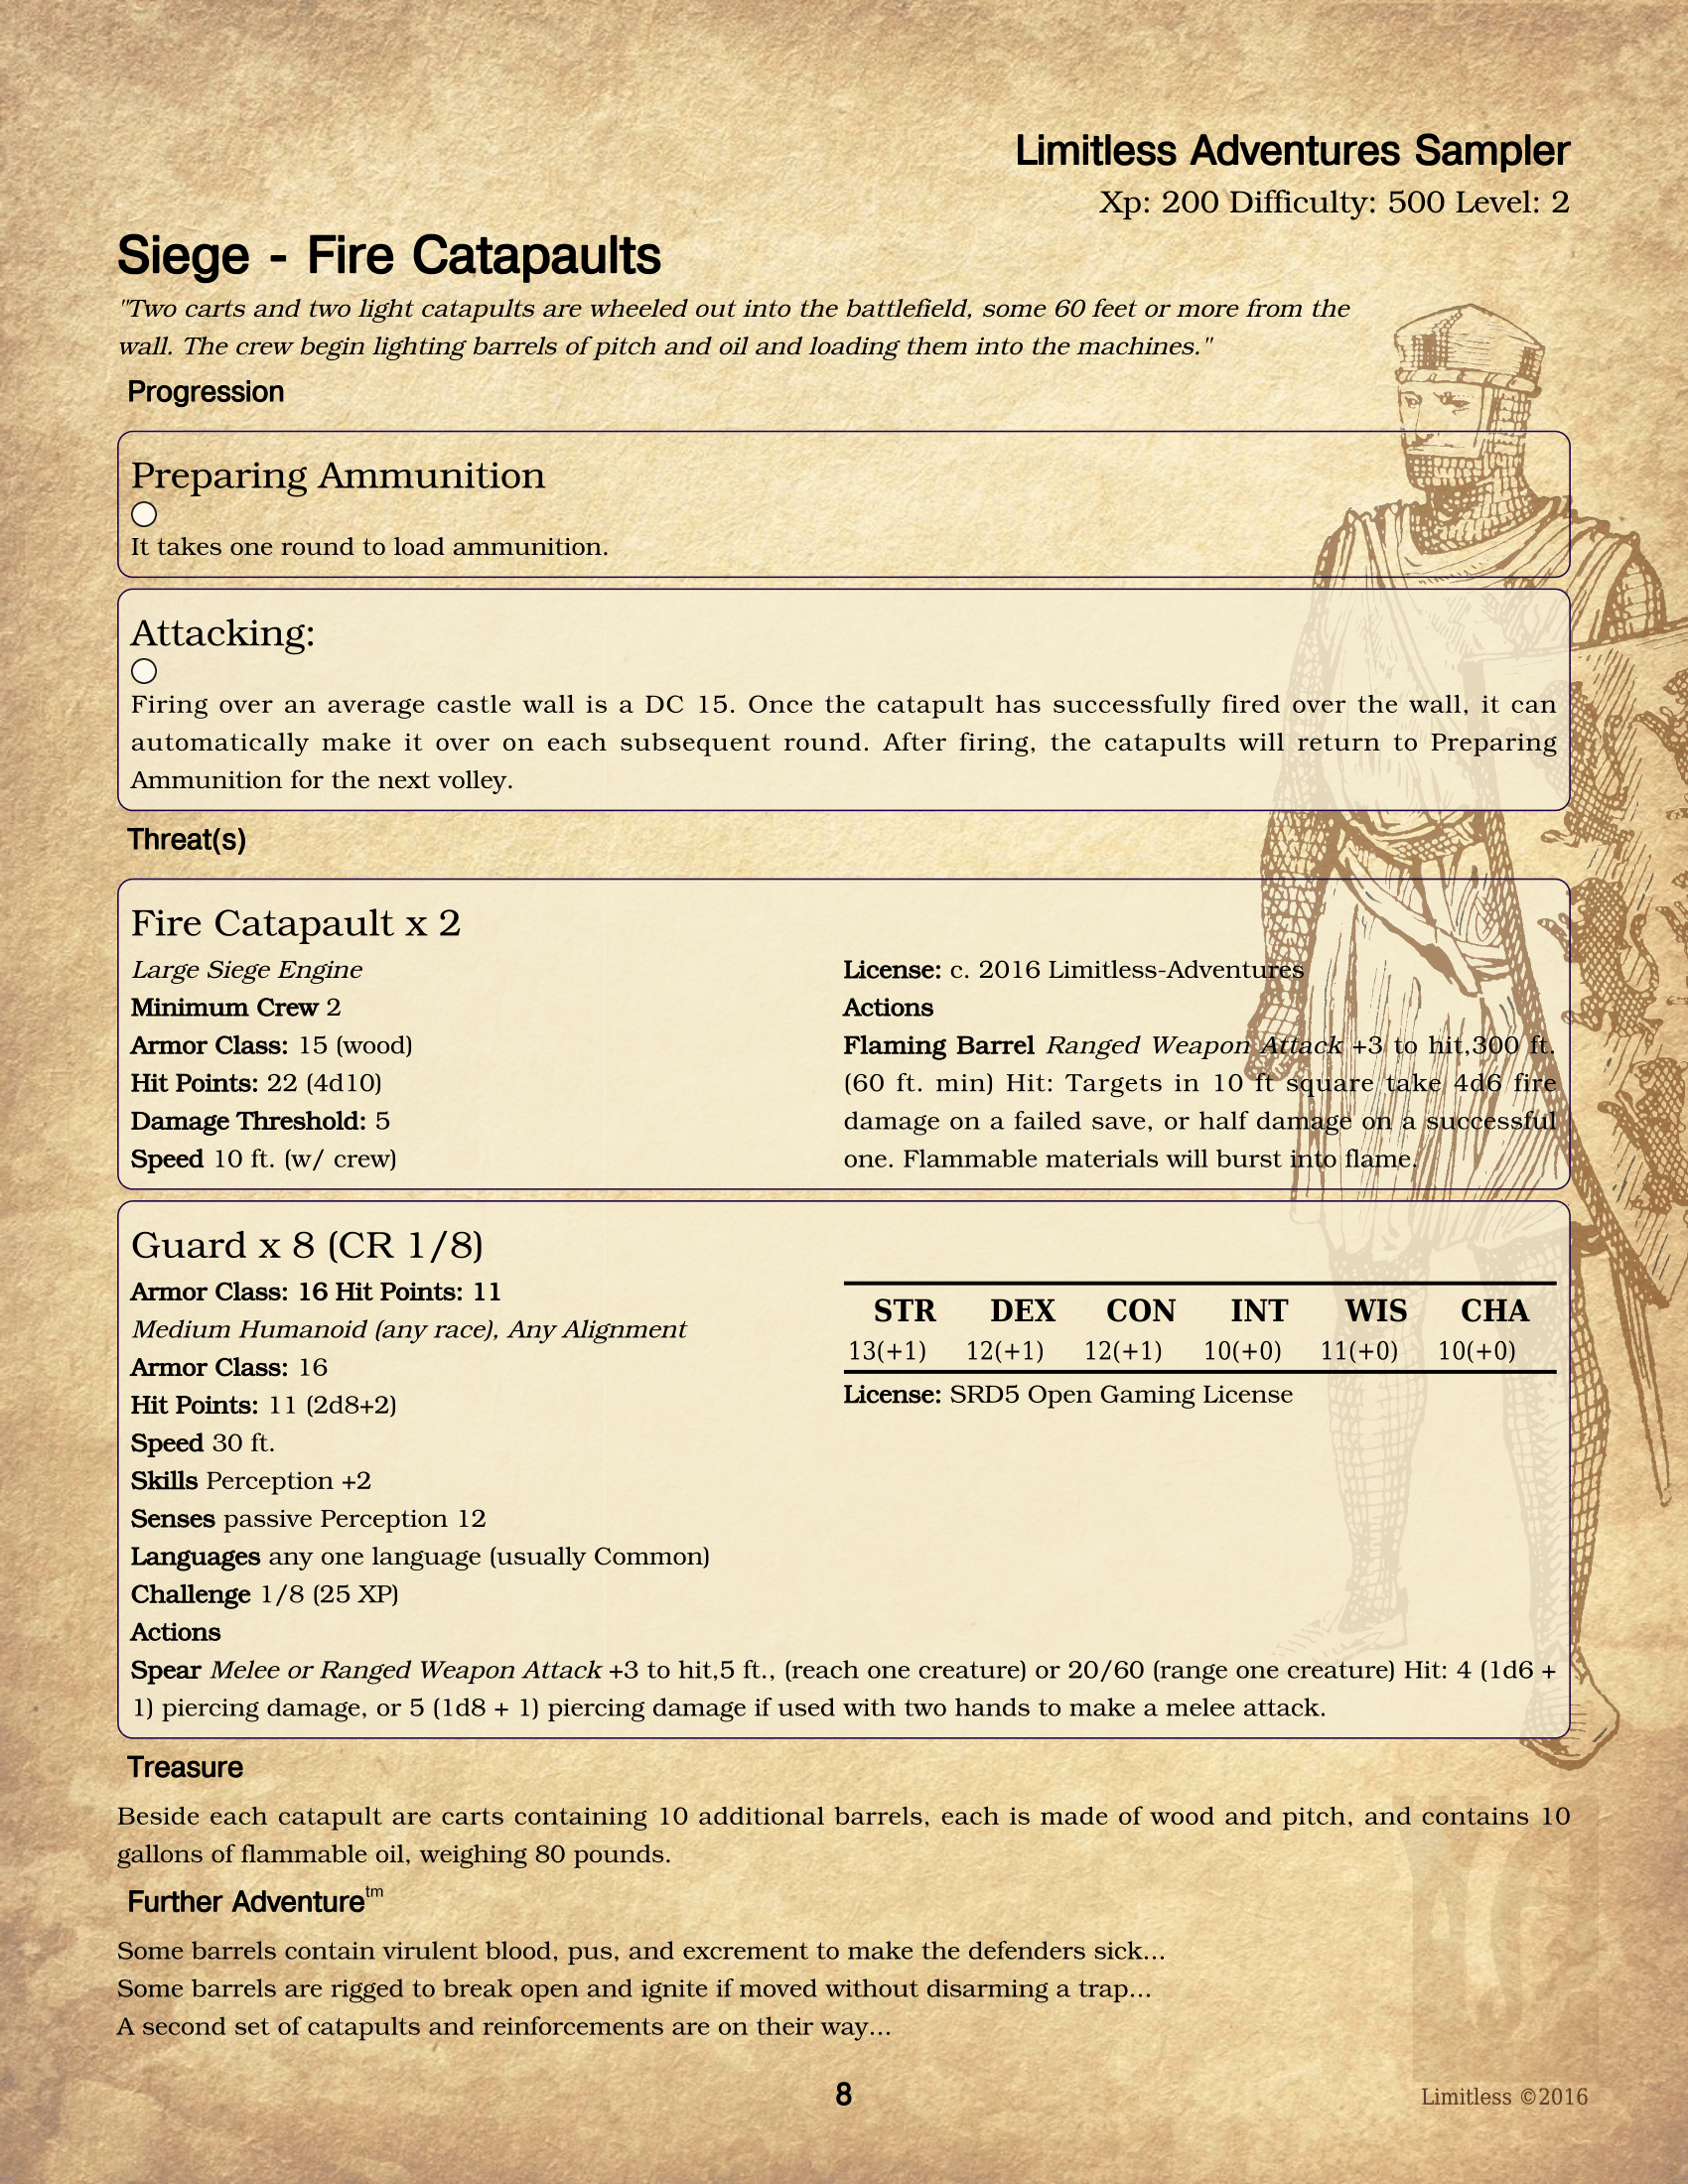 Limitless Adventures Sampler
Xp: 200 Difficulty: 500 Level: 2
Siege - Fire Catapaults
"Two carts and two light catapults are wheeled out into the battlefield, some 60 feet or more from the
wall. The crew begin lighting barrels of pitch and oil and loading them into the machines."
Progression
Preparing Ammunition
It takes one round to load ammunition.
Attacking:
Firing over an average castle wall is a DC 15. Once the catapult has successfully fired over the wall, it can
automatically make it over on each subsequent round. After firing, the catapults will return to Preparing
Ammunition for the next volley.
Threat(s)
Fire Catapault x 2
Large Siege Engine
Minimum Crew 2
Armor Class: 15 (wood)
Hit Points: 22 (4d10)
Damage Threshold: 5
Speed 10 ft. (w/ crew)
License: c. 2016 Limitless-Adventures
Actions
Flaming Barrel Ranged Weapon Attack +3 to hit,300 ft.
(60 ft. min) Hit: Targets in 10 ft square take 4d6 fire
damage on a failed save, or half damage on a successful
one. Flammable materials will burst into flame.
Guard x 8 (CR 1/8)
Armor Class: 16 Hit Points: 11
Medium Humanoid (any race), Any Alignment
Armor Class: 16
Hit Points: 11 (2d8+2)
Speed 30 ft.
Skills Perception +2
Senses passive Perception 12
Languages any one language (usually Common)
Challenge 1/8 (25 XP)
STR DEX CON INT WIS CHA
13(+1) 12(+1) 12(+1) 10(+0) 11(+0) 10(+0)
License: SRD5 Open Gaming License
Actions
Spear Melee or Ranged Weapon Attack +3 to hit,5 ft., (reach one creature) or 20/60 (range one creature) Hit: 4 (1d6 +
1) piercing damage, or 5 (1d8 + 1) piercing damage if used with two hands to make a melee attack.
Treasure
Beside each catapult are carts containing 10 additional barrels, each is made of wood and pitch, and contains 10
gallons of flammable oil, weighing 80 pounds.
Further Adventure™
Some barrels contain virulent blood, pus, and excrement to make the defenders sick...
Some barrels are rigged to break open and ignite if moved without disarming a trap...
A second set of catapults and reinforcements are on their way...
8
Limitless ©2016